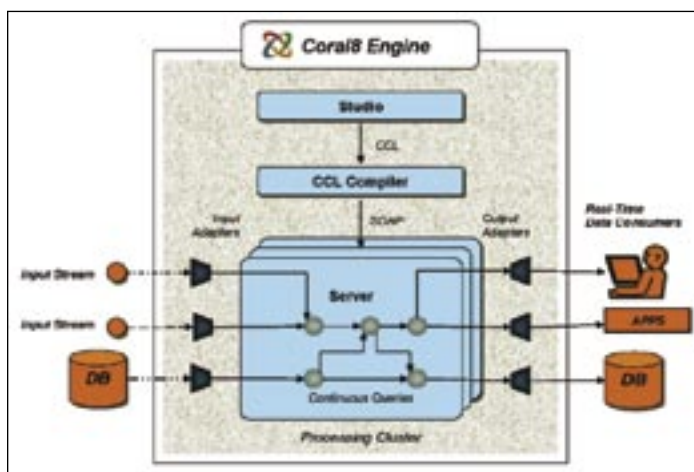 Coral8 Engine
Studio
CCL
CCL Compiler
SOAP
Input
Adapters
Output
Adapters
Real-Time
Data Consumers
Input Stream
Server
Input Stream
APPS
DB
DB
Continuous Queries
Processing Cluster